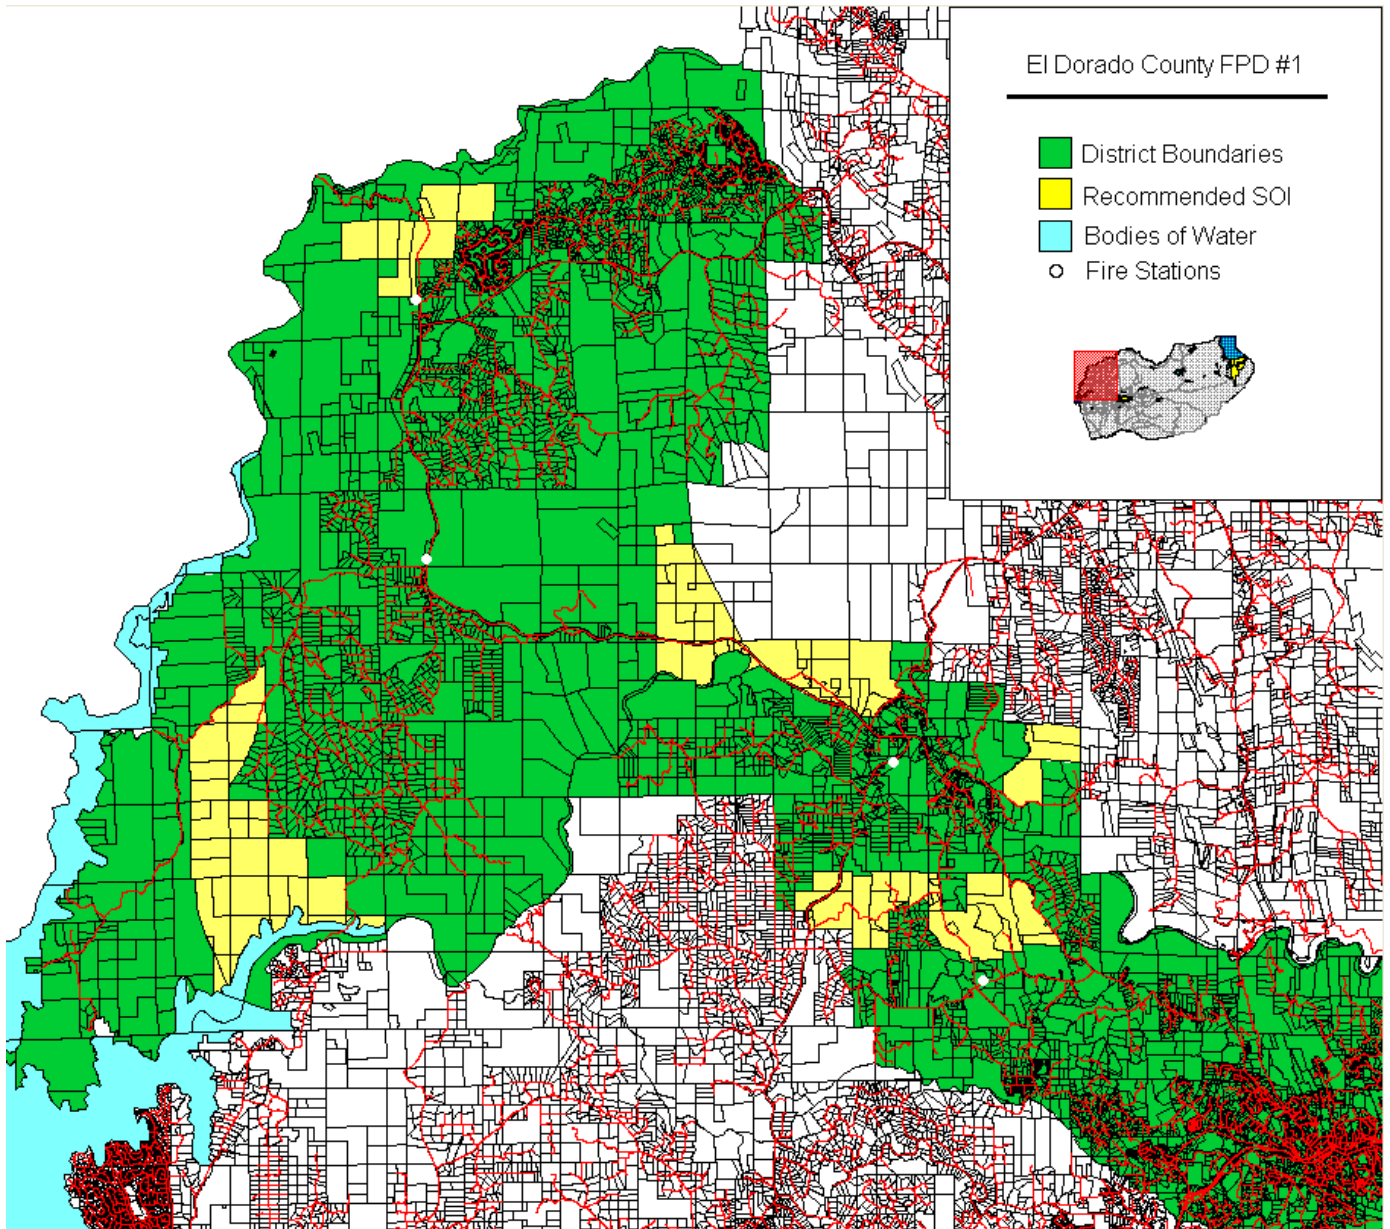 El Dorado County FPD #1
District Boundaries
Recommended SOI
Bodies of Water
Fire Stations